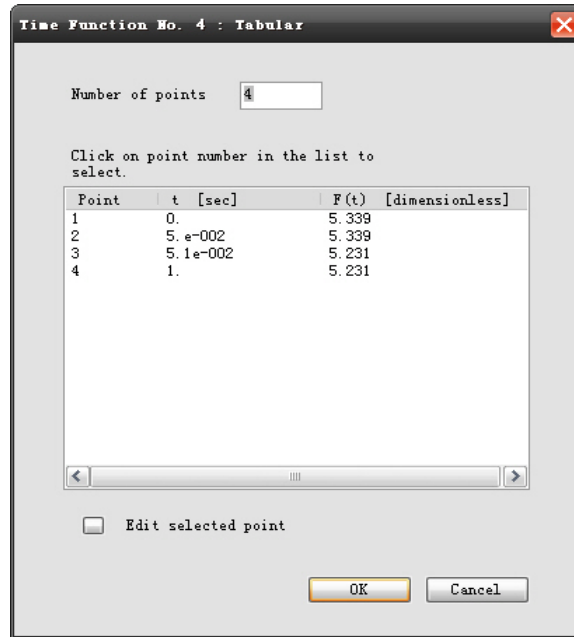 Time Function No. 4 : Tabular
Number of points 4
Click on point number in the list to
select.
Point t [sec] F(t) [dimensionless]
1 0. 5.339
2 5.e-002 5.339
3 5.1e-002 5.231
4 1. 5.231
Edit selected point
OK Cancel